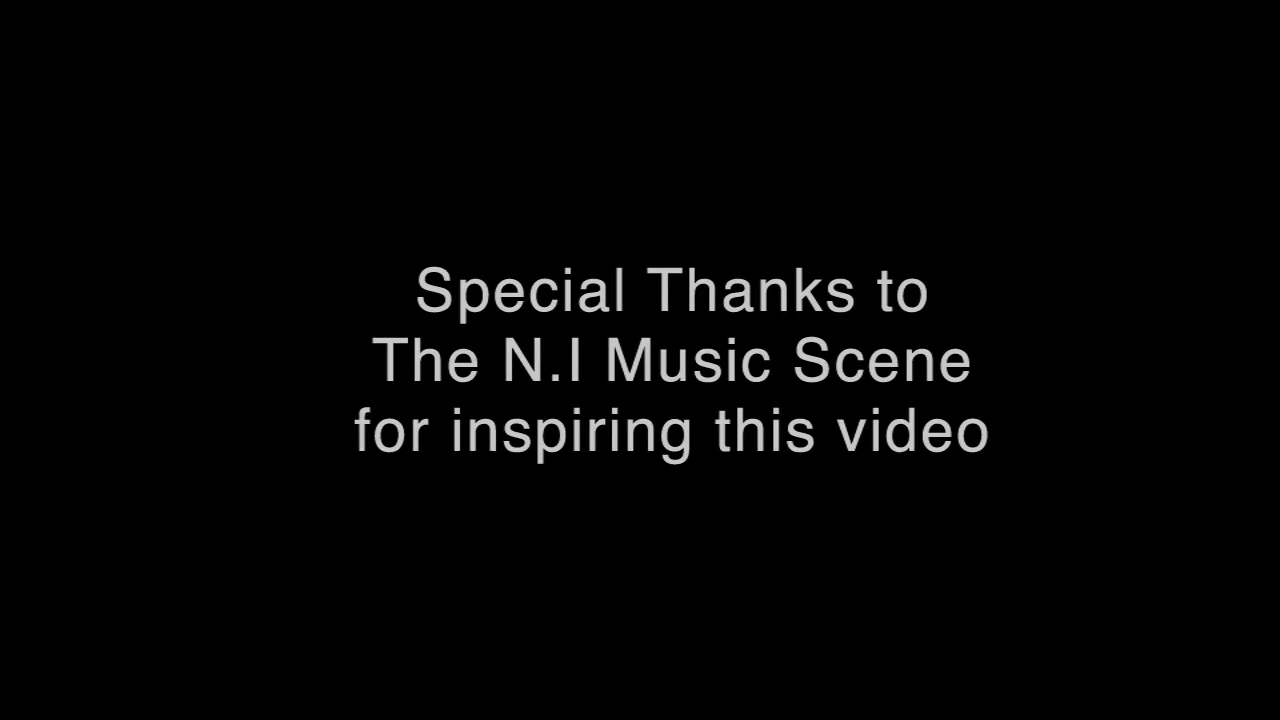 Special Thanks to
The N.I Music Scene
for inspiring this video